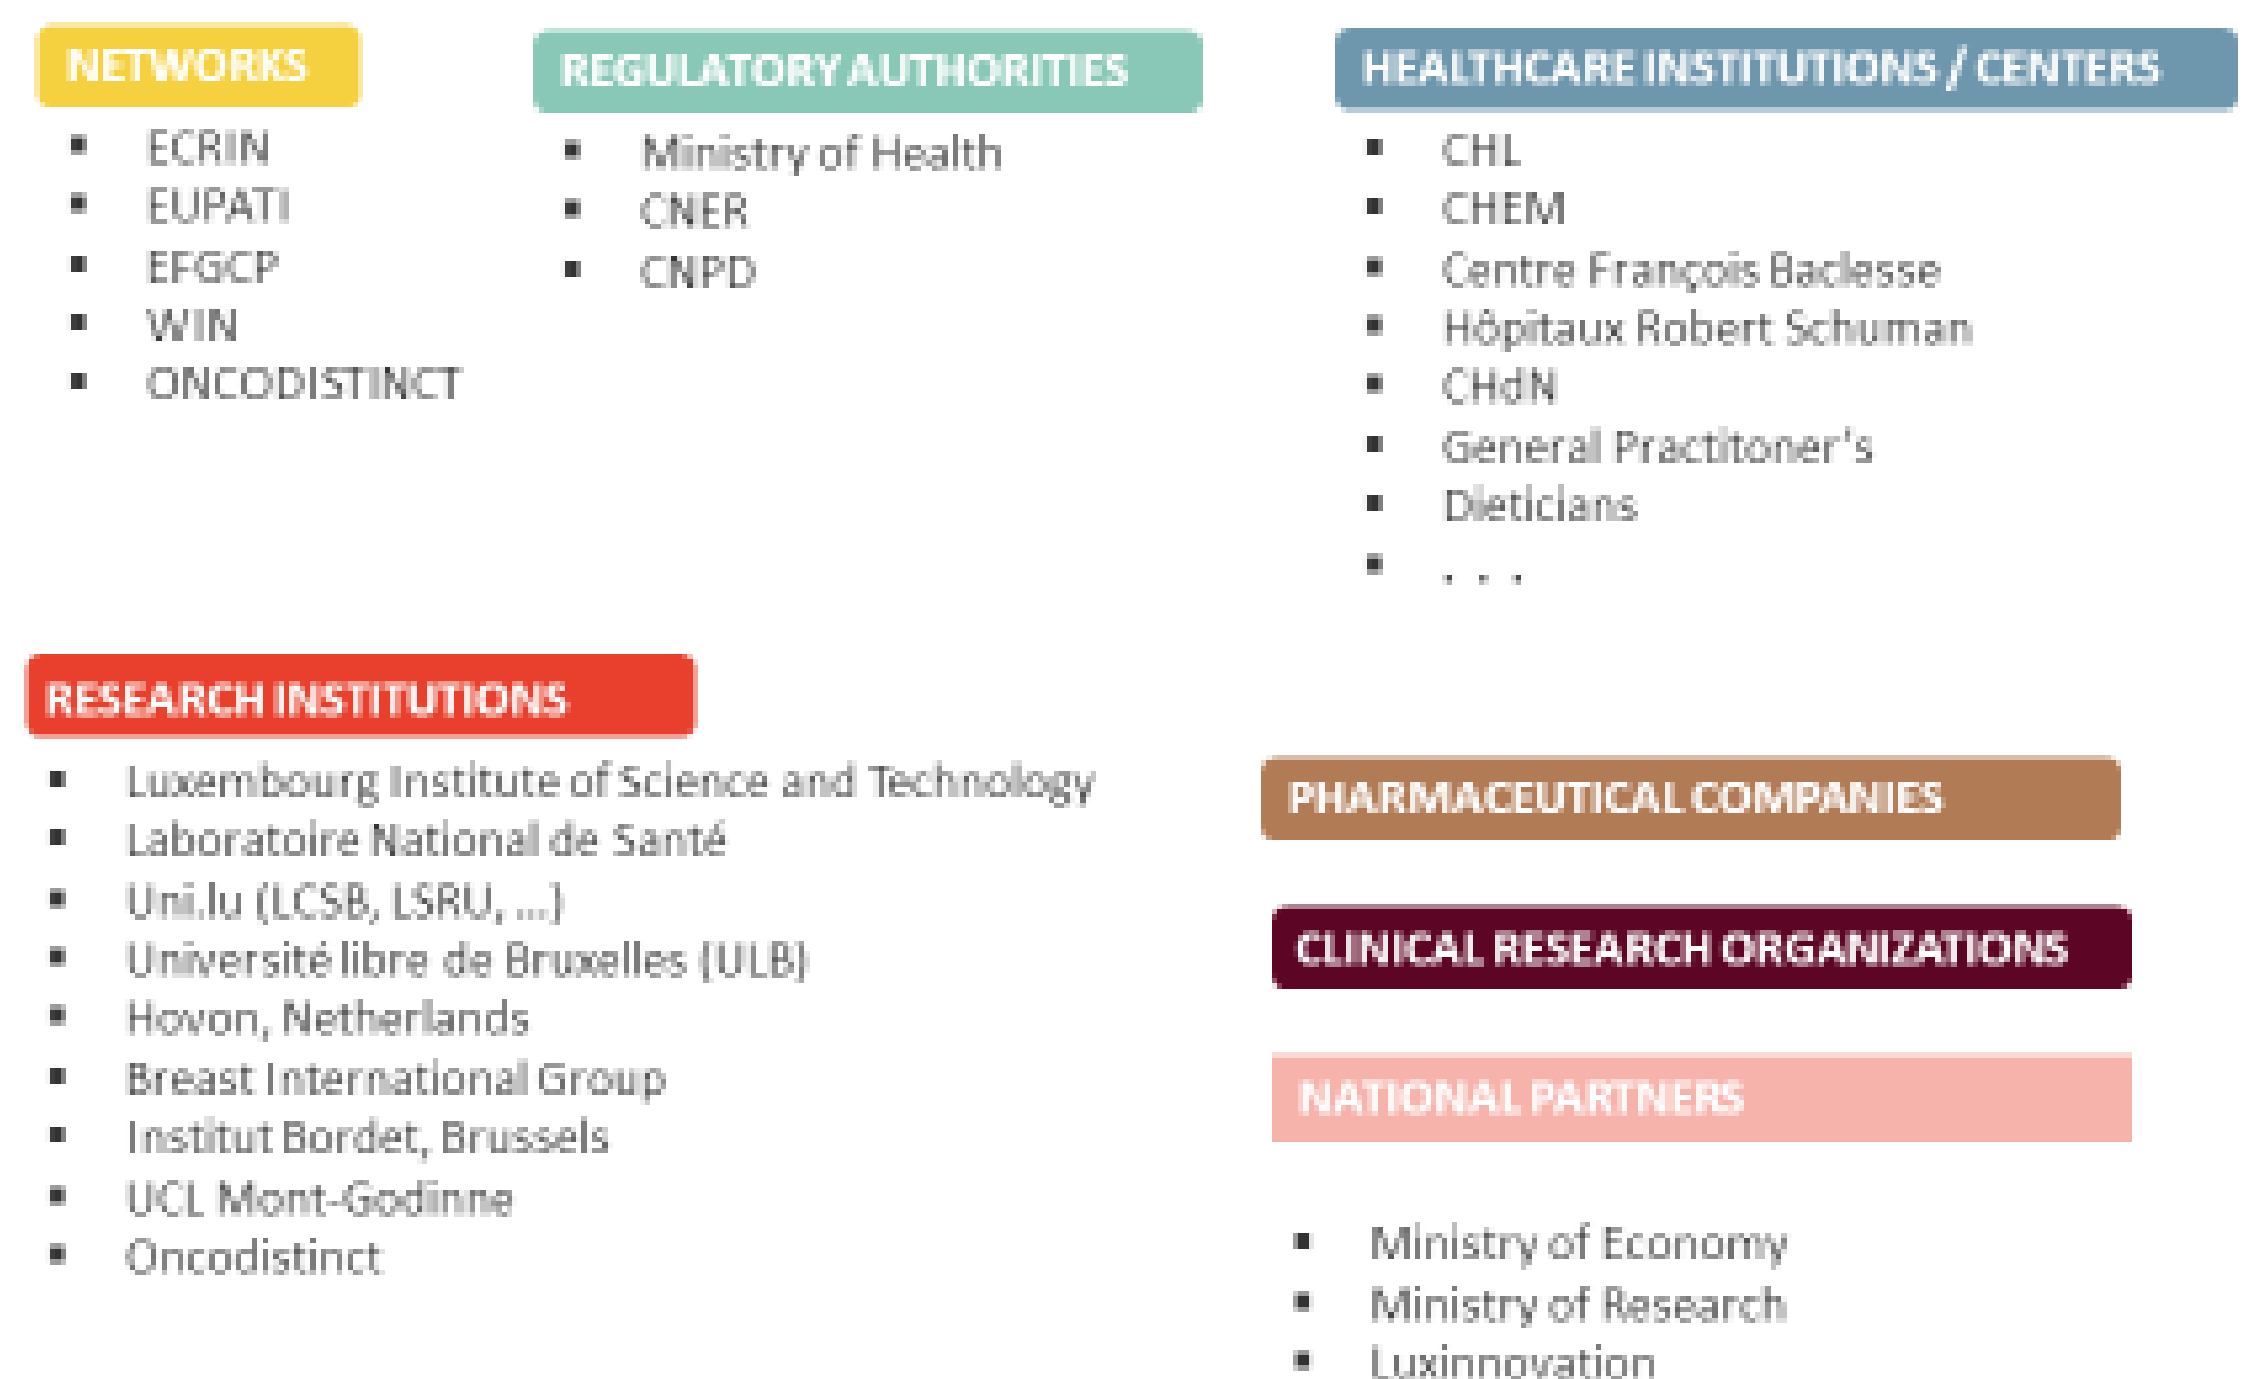 NETWORKS
ECRIN
EUPATI
EFGCP
WIN
ONCODISTINCT
REGULATORY AUTHORITIES
Ministry of Health
CNER
CNPD
HEALTHCARE INSTITUTIONS / CENTERS
CHL
CHEM
Centre François Baclesse
Hôpitaux Robert Schuman
CHdN
General Practitoner's
Dieticians
. . .
RESEARCH INSTITUTIONS
Luxembourg Institute of Science and Technology
Laboratoire National de Santé
Uni.lu (LCSB, LSRU, ...)
Université libre de Bruxelles (ULB)
Hovon, Netherlands
Breast International Group
Institut Bordet, Brussels
UCL Mont-Godinne
Oncodistinct
PHARMACEUTICAL COMPANIES
CLINICAL RESEARCH ORGANIZATIONS
NATIONAL PARTNERS
Ministry of Economy
Ministry of Research
Luxinnovation